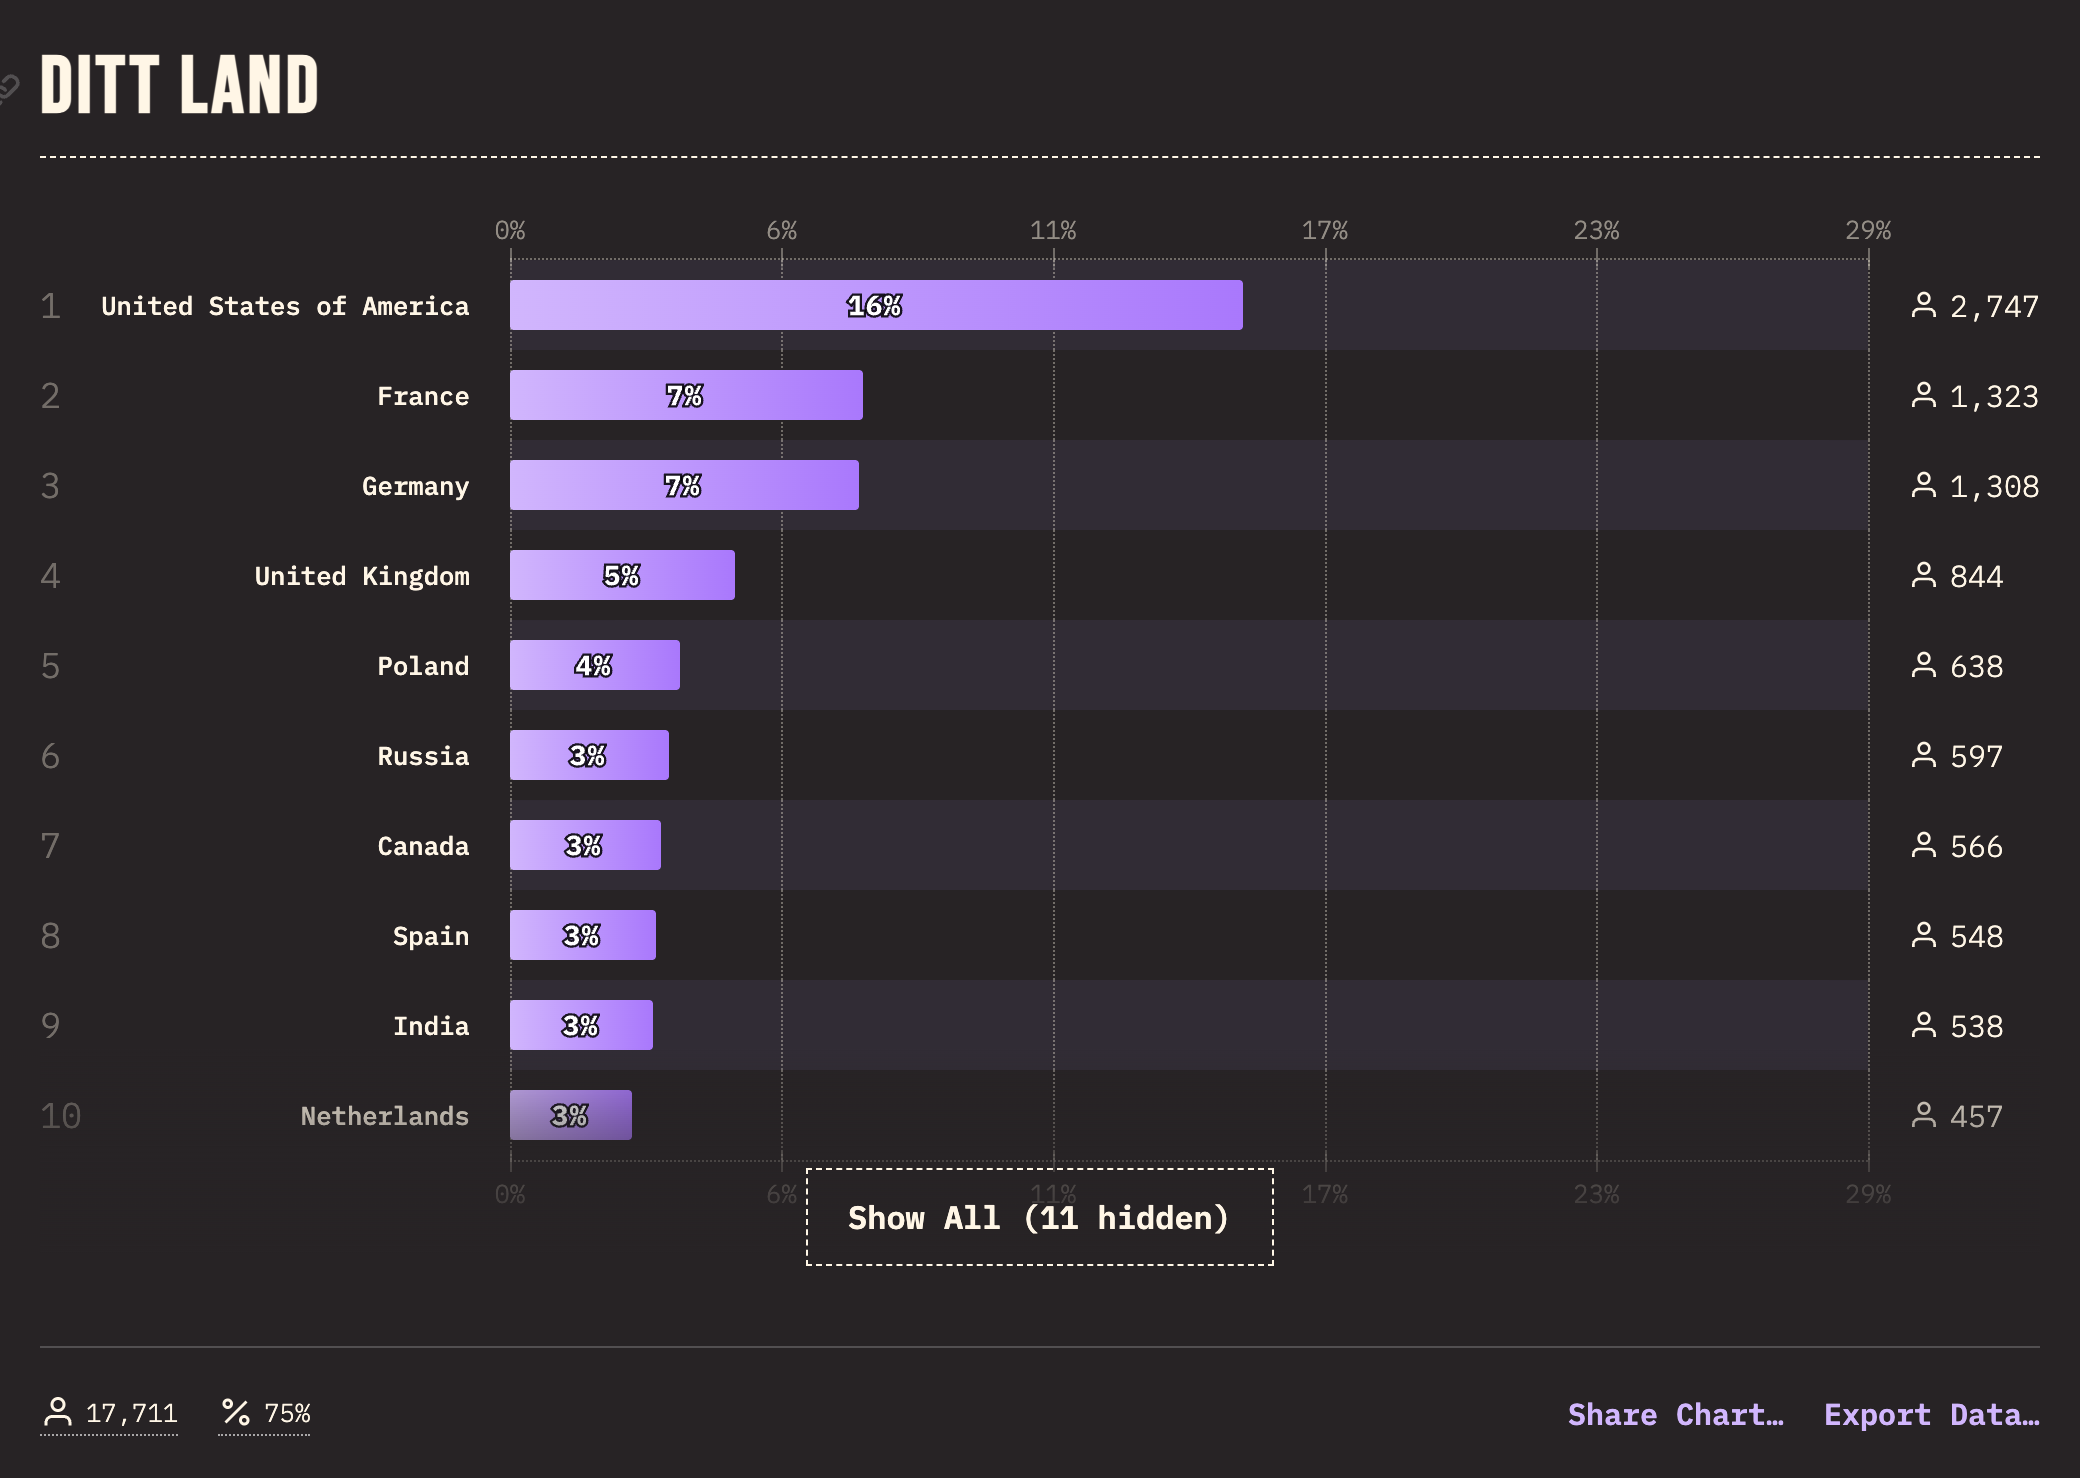 DITT LAND
0% 6% 11% 17% 23% 29%
1 United States of America 16% 2,747
2 France 7% 1,323
3 Germany 7% 1,308
4 United Kingdom 5% 844
5 Poland 4% 638
6 Russia 3% 597
7 Canada 3% 566
8 Spain 3% 548
9 India 3% 538
10 Netherlands 3% 457
0% 6% 11% 17% 23% 29%
Show All (11 hidden)
17,711 % 75% Share Chart… Export Data…